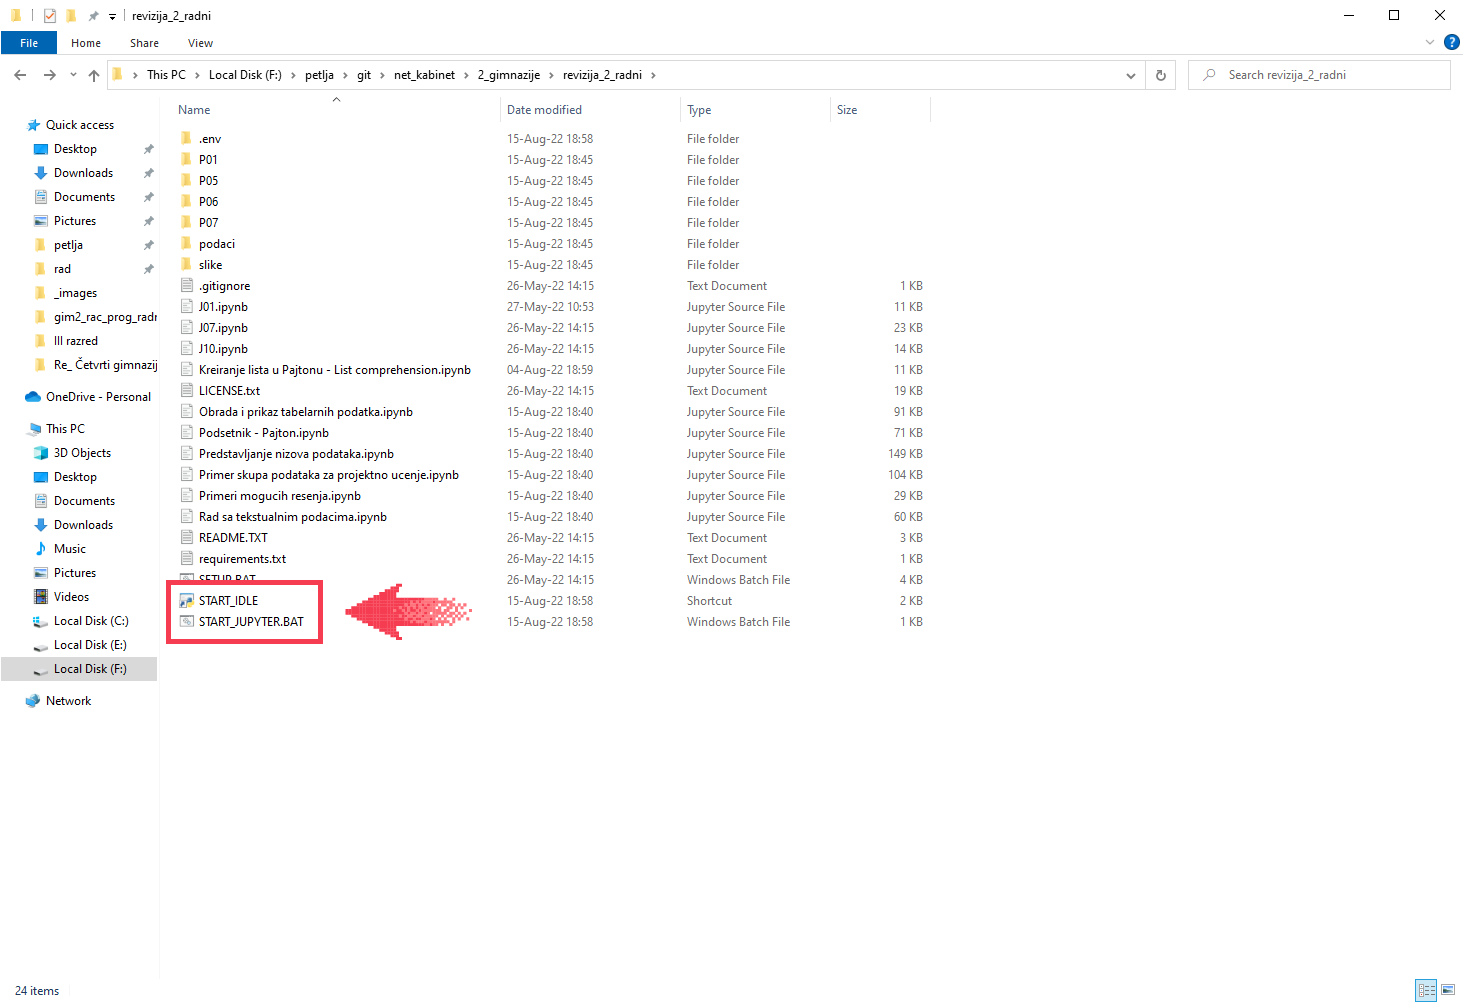 revizija_2_radni
File Home Share View
This PC Local Disk (F:) petlja git net_kabinet 2_gimnazije revizija_2_radni Search revizija_2_radni
Name Date modified Type Size
Quick access
Desktop
Downloads
Documents
Pictures
petlja
rad
_images
gim2_rac_prog_radr
III razred
Re_ Četvrti gimnazij
OneDrive - Personal
This PC
3D Objects
Desktop
Documents
Downloads
Music
Pictures
Videos
Local Disk (C:)
Local Disk (E:)
Local Disk (F:)
Network
.env 15-Aug-22 18:58 File folder
P01 15-Aug-22 18:45 File folder
P05 15-Aug-22 18:45 File folder
P06 15-Aug-22 18:45 File folder
P07 15-Aug-22 18:45 File folder
podaci 15-Aug-22 18:45 File folder
slike 15-Aug-22 18:45 File folder
.gitignore 26-May-22 14:15 Text Document 1 KB
J01.ipynb 27-May-22 10:53 Jupyter Source File 11 KB
J07.ipynb 26-May-22 14:15 Jupyter Source File 23 KB
J10.ipynb 26-May-22 14:15 Jupyter Source File 14 KB
Kreiranje lista u Pajtonu - List comprehension.ipynb 04-Aug-22 18:59 Jupyter Source File 11 KB
LICENSE.txt 26-May-22 14:15 Text Document 19 KB
Obrada i prikaz tabelarnih podatka.ipynb 15-Aug-22 18:40 Jupyter Source File 91 KB
Podsetnik - Pajton.ipynb 15-Aug-22 18:40 Jupyter Source File 71 KB
Predstavljanje nizova podataka.ipynb 15-Aug-22 18:40 Jupyter Source File 149 KB
Primer skupa podataka za projektno ucenje.ipynb 15-Aug-22 18:40 Jupyter Source File 104 KB
Primeri mogucih resenja.ipynb 15-Aug-22 18:40 Jupyter Source File 29 KB
Rad sa tekstualnim podacima.ipynb 15-Aug-22 18:40 Jupyter Source File 60 KB
README.TXT 26-May-22 14:15 Text Document 3 KB
requirements.txt 26-May-22 14:15 Text Document 1 KB
SETUP.BAT 26-May-22 14:15 Windows Batch File 4 KB
START_IDLE 15-Aug-22 18:58 Shortcut 2 KB
START_JUPYTER.BAT 15-Aug-22 18:58 Windows Batch File 1 KB
24 items